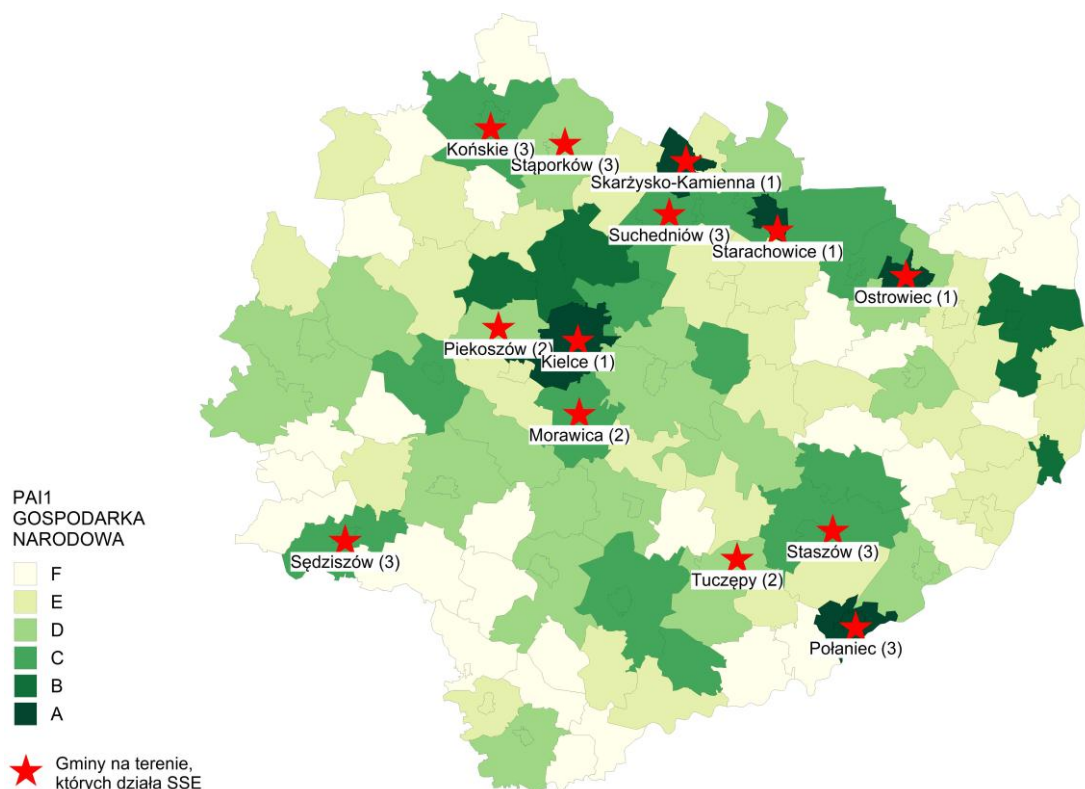 Końskie (3)
Stąporków (3)
Skarżysko-Kamienna (1)
Suchedniów (3)
Starachowice (1)
Ostrowiec (1)
Piekoszów (2)
Kielce (1)
Morawica (2)
Sędziszów (3)
Staszów (3)
Tuczępy (2)
Połaniec (3)
PAI1
GOSPODARKA
NARODOWA
F
E
D
C
B
A
Gminy na terenie,
których działa SSE